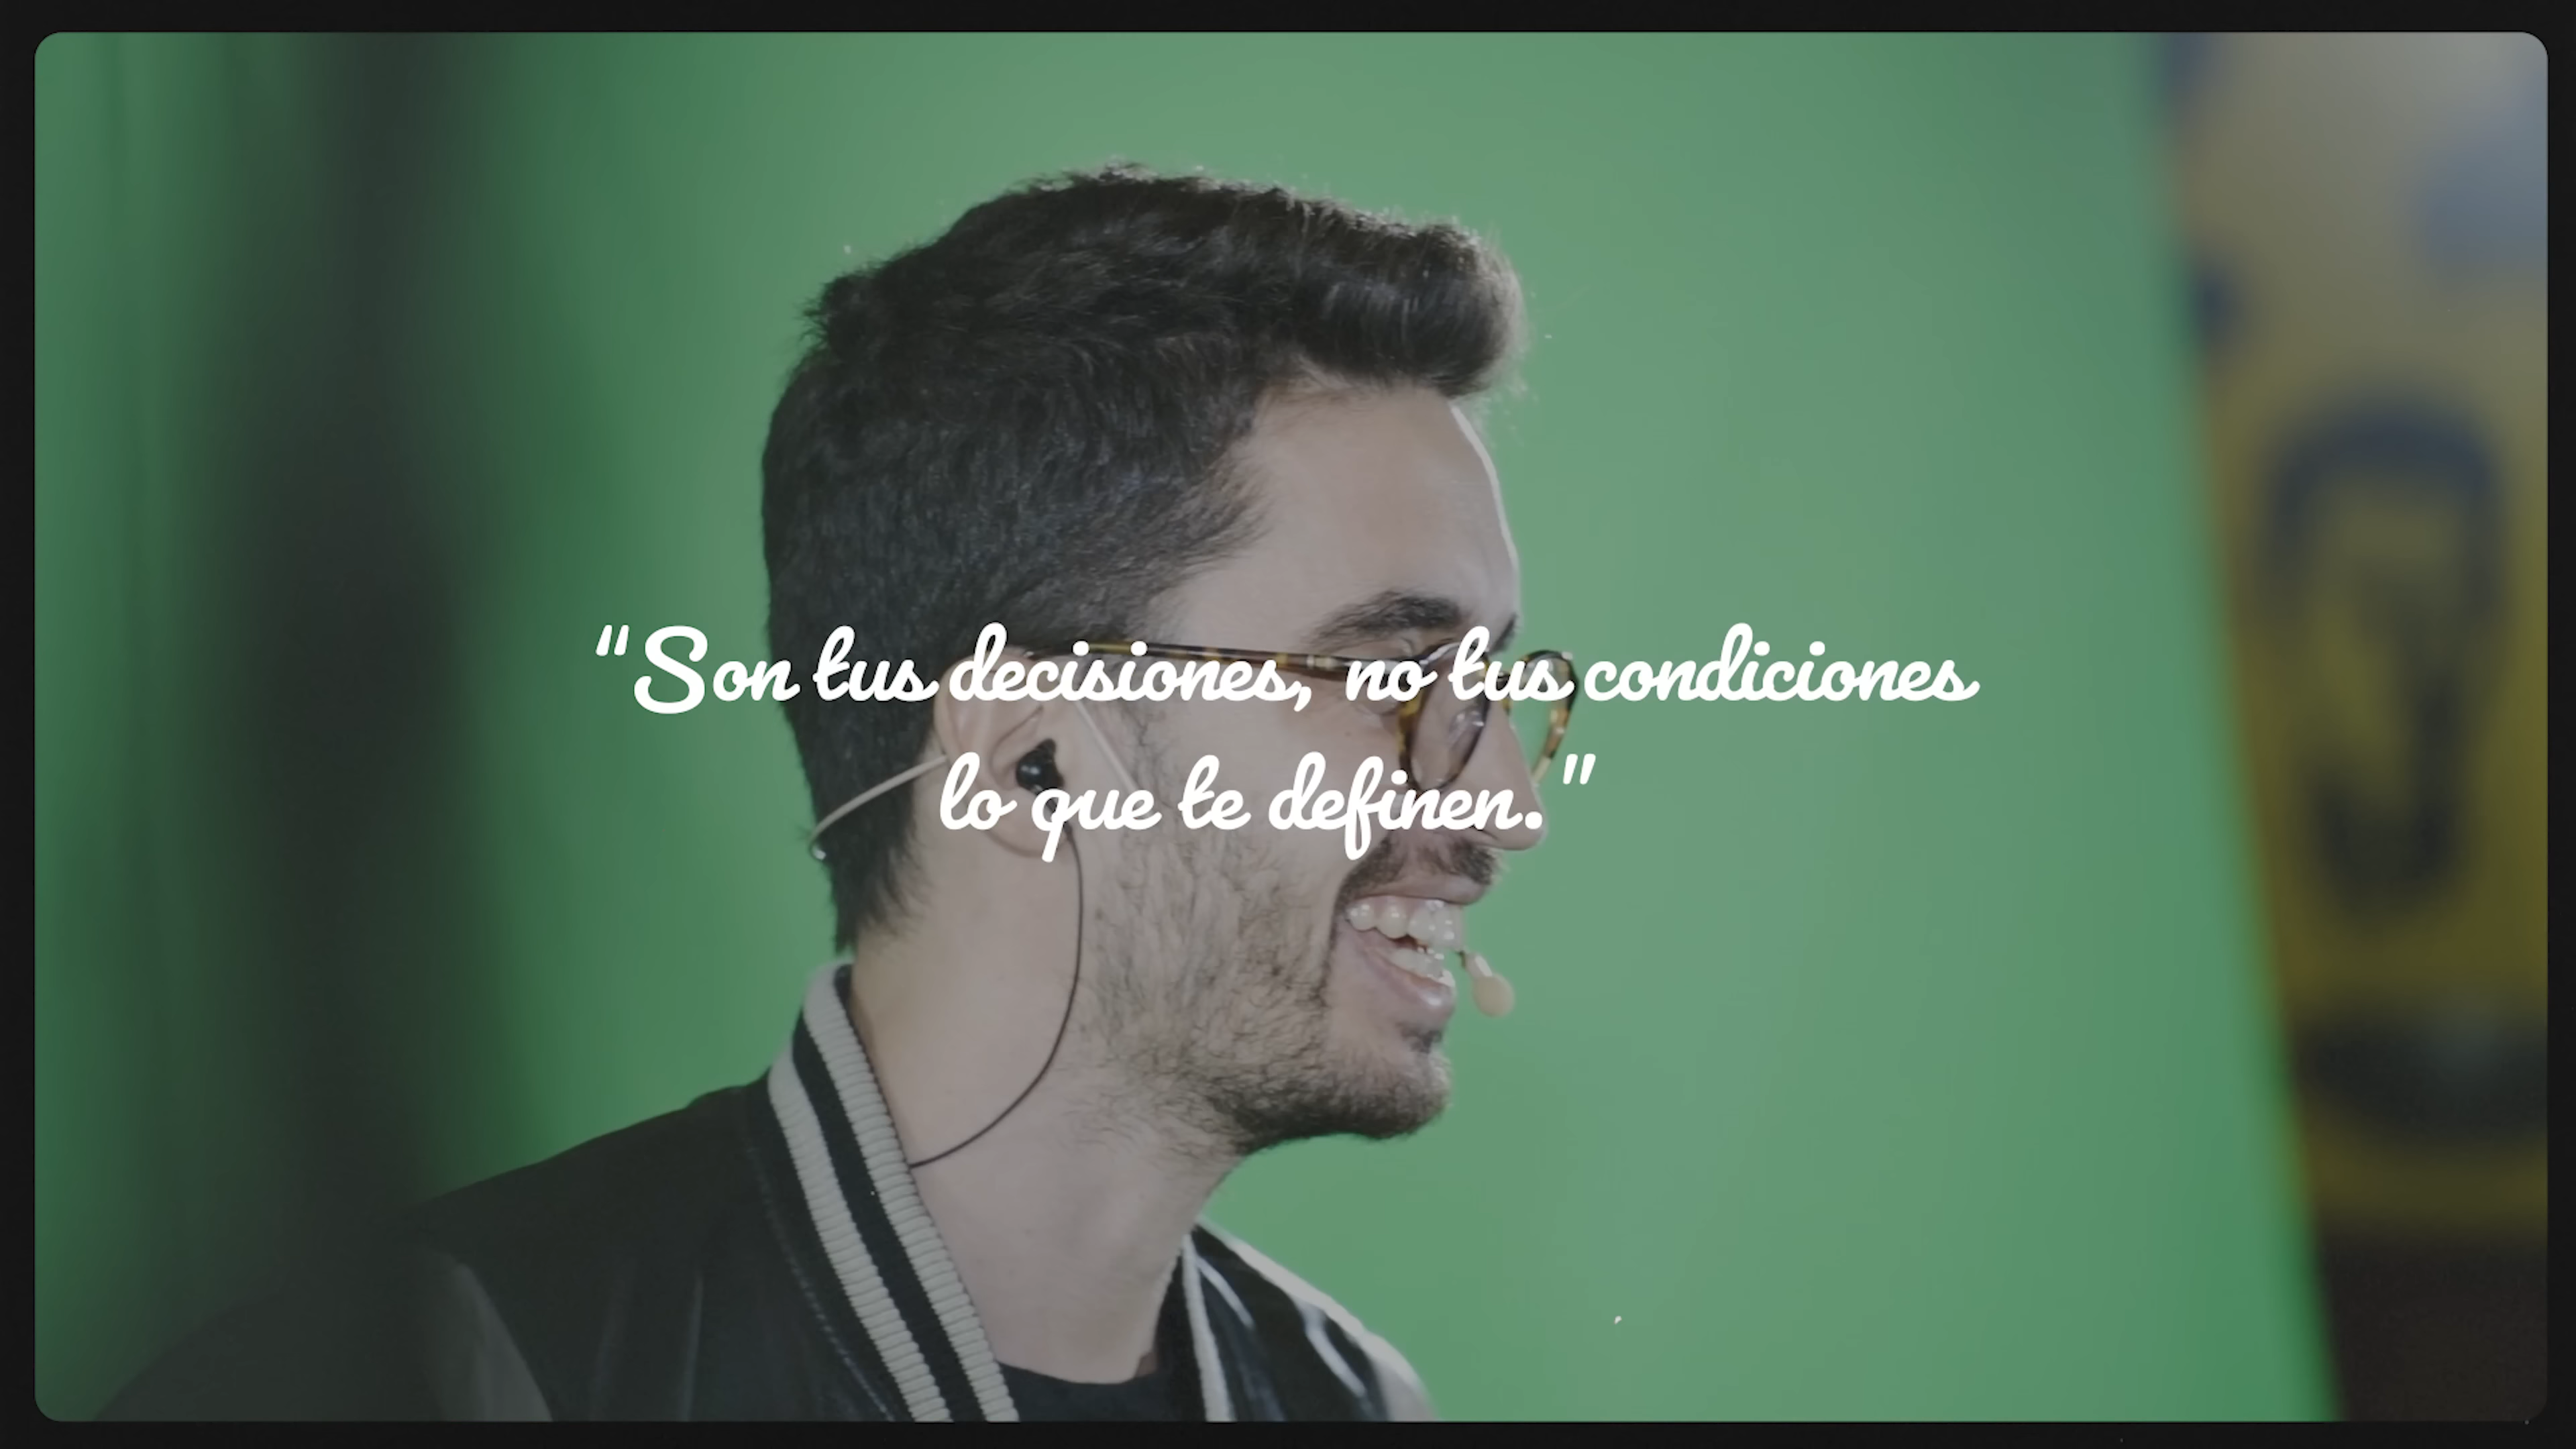 “Son tus decisiones, no tus condiciones
lo que te definen.”